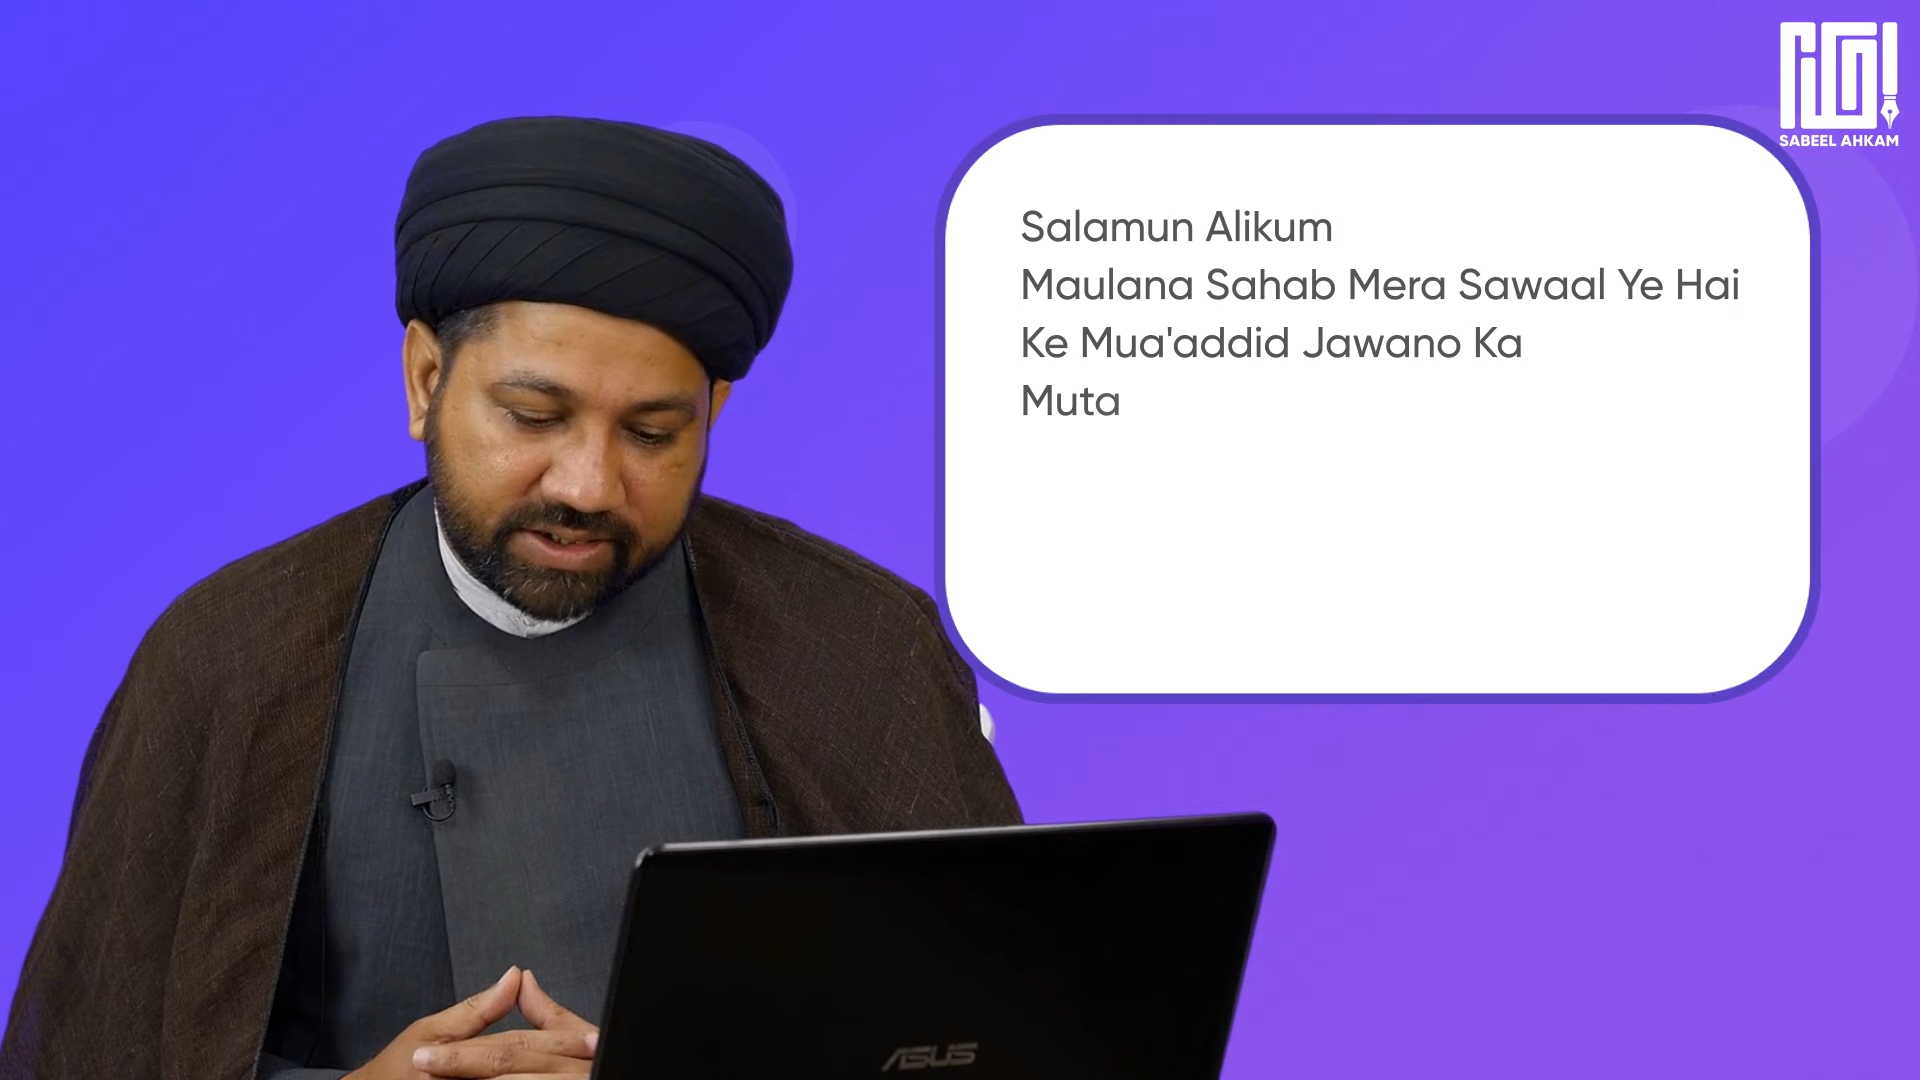 SABEEL AHKAM
Salamun Alikum
Maulana Sahab Mera Sawaal Ye Hai
Ke Mua'addid Jawano Ka
Muta
ASUS